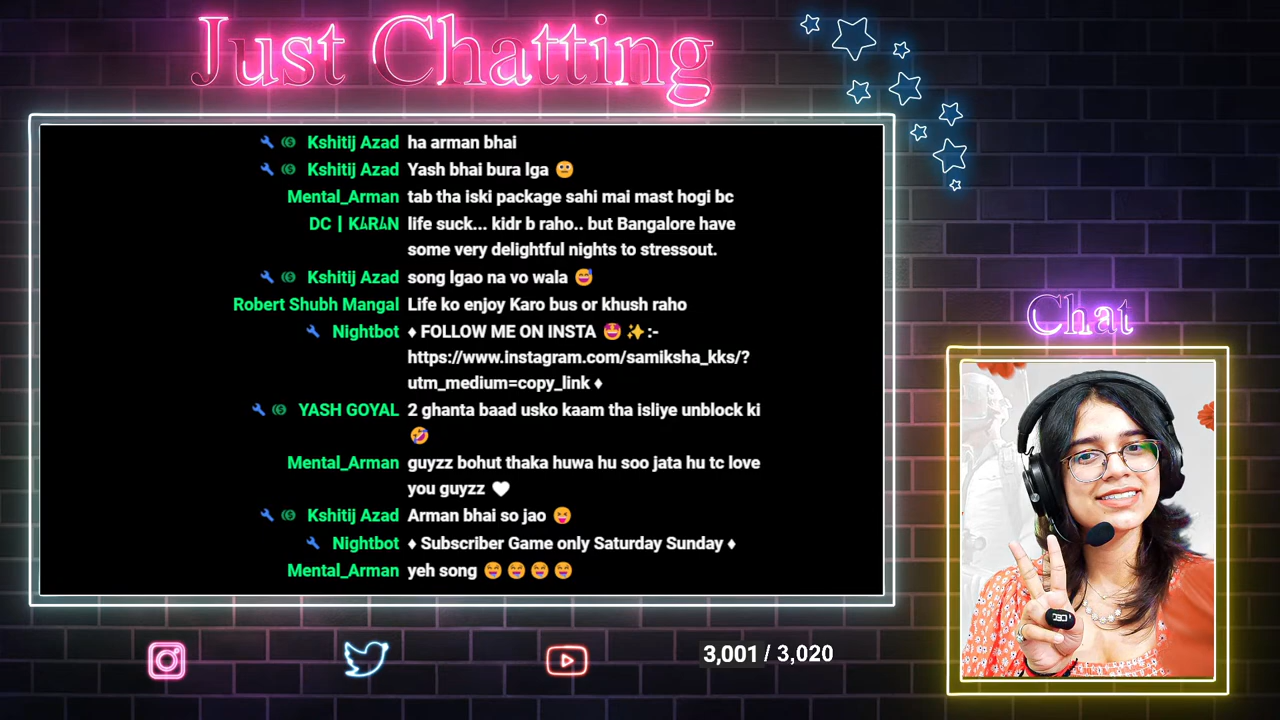 Just Chatting
Kshitij Azad ha arman bhai
Kshitij Azad Yash bhai bura lga 🫤
Mental_Arman tab tha iski package sahi mai mast hogi bc
DC | KДRДN life suck... kidr b raho.. but Bangalore have
some very delightful nights to stressout.
Kshitij Azad song lgao na vo wala 😅
Robert Shubh Mangal Life ko enjoy Karo bus or khush raho
Nightbot ♦ FOLLOW ME ON INSTA 🤩 ✨:-
https://www.instagram.com/samiksha_kks/?
utm_medium=copy_link ♦
YASH GOYAL 2 ghanta baad usko kaam tha isliye unblock ki
🤣
Mental_Arman guyzz bohut thaka huwa hu soo jata hu tc love
you guyzz 🤍
Kshitij Azad Arman bhai so jao 😝
Nightbot ♦ Subscriber Game only Saturday Sunday ♦
Mental_Arman yeh song 😄 😄 😄 😄
3,001 / 3,020
Chat